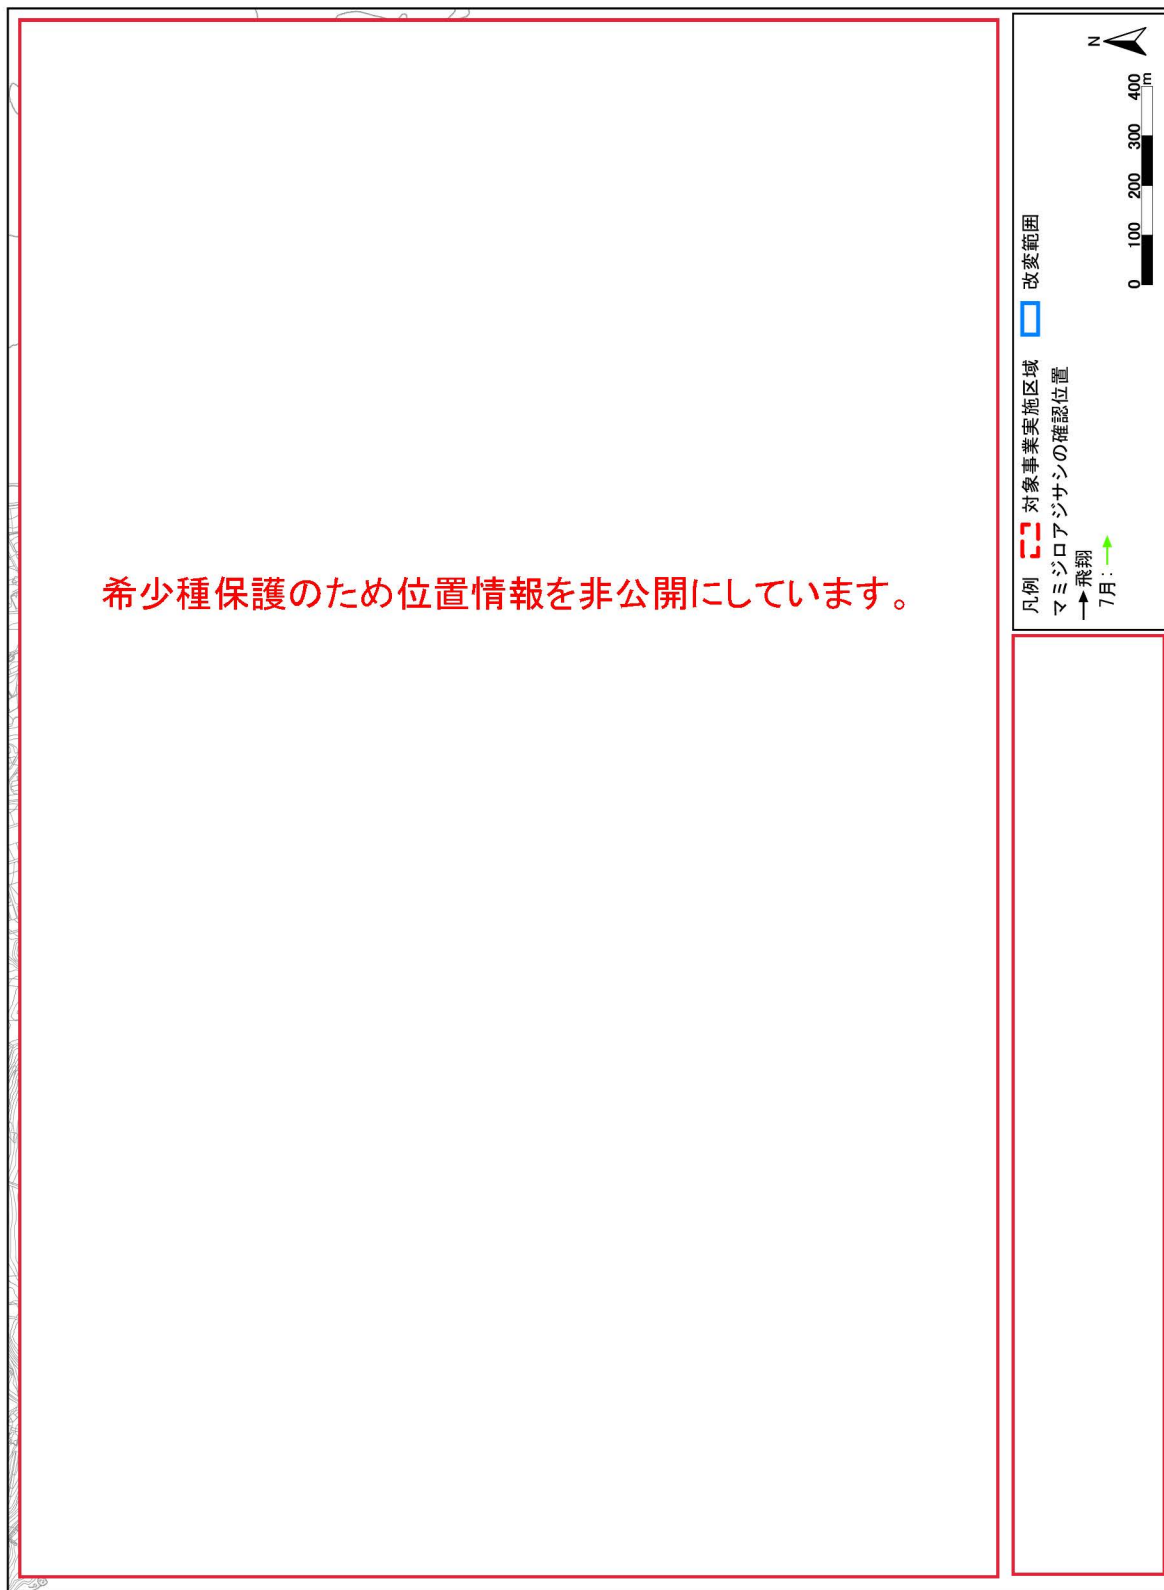 希少種保護のため位置情報を非公開にしています。
凡例 対象事業実施区域 改変範囲
マミジロアジサシの確認位置
飛翔
7月:
N
0 100 200 300 400
m